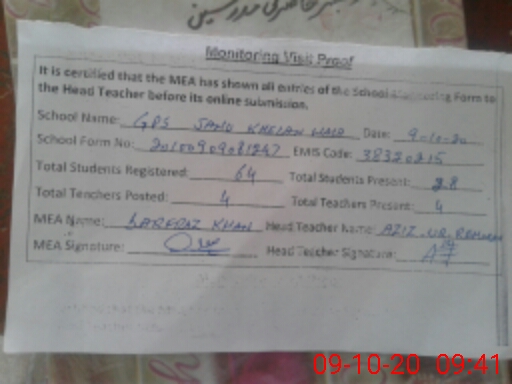 Monitoring Visit Proof
It is certified that the MEA has shown all entries of the School Monitoring Form to
the Head Teacher before its online submission.
School Name: GPS JANO KHELAN Date: 9-10-20
School Form No: EMIS Code: 38320215
Total Students Registered: 64 Total Students Present: 28
Total Teachers Posted: 4 Total Teachers Present: 4
MEA Name: SARFRAZ KHAN Head Teacher Name: AZIZ UR REHMAN
MEA Signature: Head Teacher Signature:
09-10-20 09:41